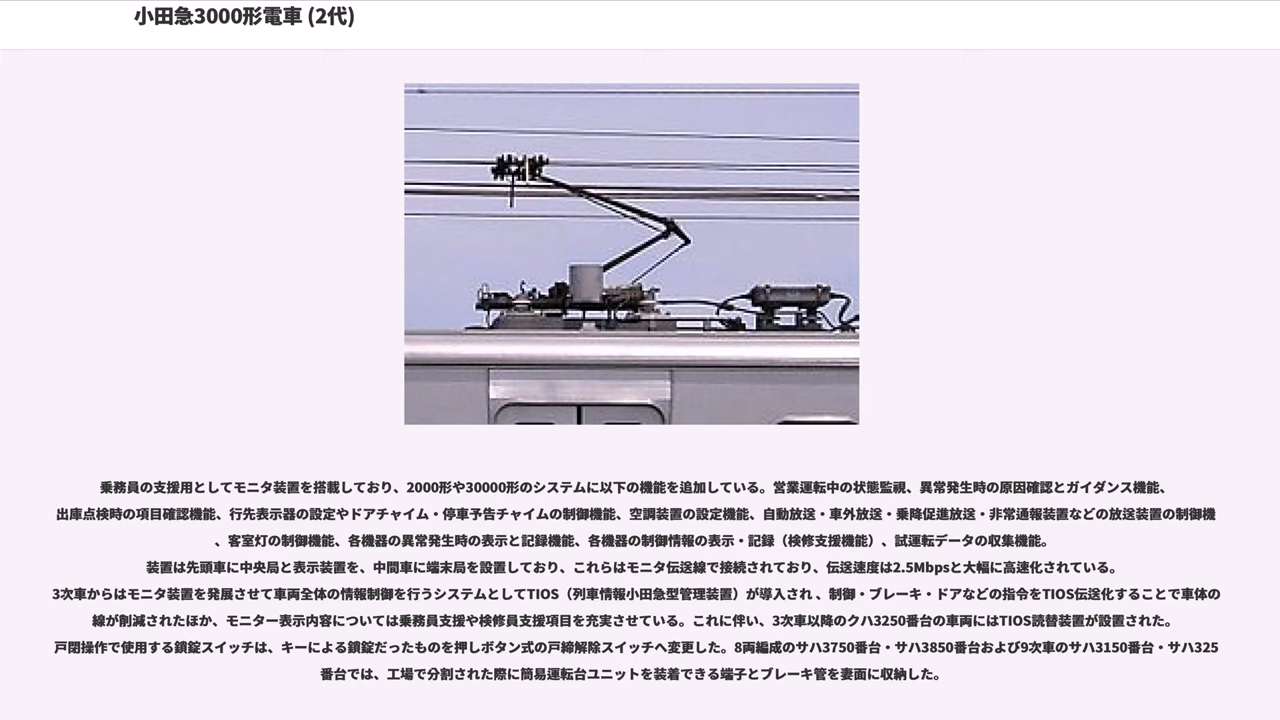 小田急3000形電車 (2代)
乗務員の支援用としてモニタ装置を搭載しており、2000形や30000形のシステムに以下の機能を追加している。営業運転中の状態監視、異常発生時の原因確認とガイダンス機能、
出庫点検時の項目確認機能、行先表示器の設定やドアチャイム・停車予告チャイムの制御機能、空調装置の設定機能、自動放送・車外放送・乗降促進放送・非常通報装置などの放送装置の制御機
、客室灯の制御機能、各機器の異常発生時の表示と記録機能、各機器の制御情報の表示・記録（検修支援機能）、試運転データの収集機能。
装置は先頭車に中央局と表示装置を、中間車に端末局を設置しており、これらはモニタ伝送線で接続されており、伝送速度は2.5Mbpsと大幅に高速化されている。
3次車からはモニタ装置を発展させて車両全体の情報制御を行うシステムとしてTIOS（列車情報小田急型管理装置）が導入され 、制御・ブレーキ・ドアなどの指令をTIOS伝送化することで車体の
線が削減されたほか、モニター表示内容については乗務員支援や検修員支援項目を充実させている。これに伴い、3次車以降のクハ3250番台の車両にはTIOS読替装置が設置された。
戸閉操作で使用する鎖錠スイッチは、キーによる鎖錠だったものを押しボタン式の戸締解除スイッチへ変更した。8両編成のサハ3750番台・サハ3850番台および9次車のサハ3150番台・サハ325
番台では、工場で分割された際に簡易運転台ユニットを装着できる端子とブレーキ管を妻面に収納した。